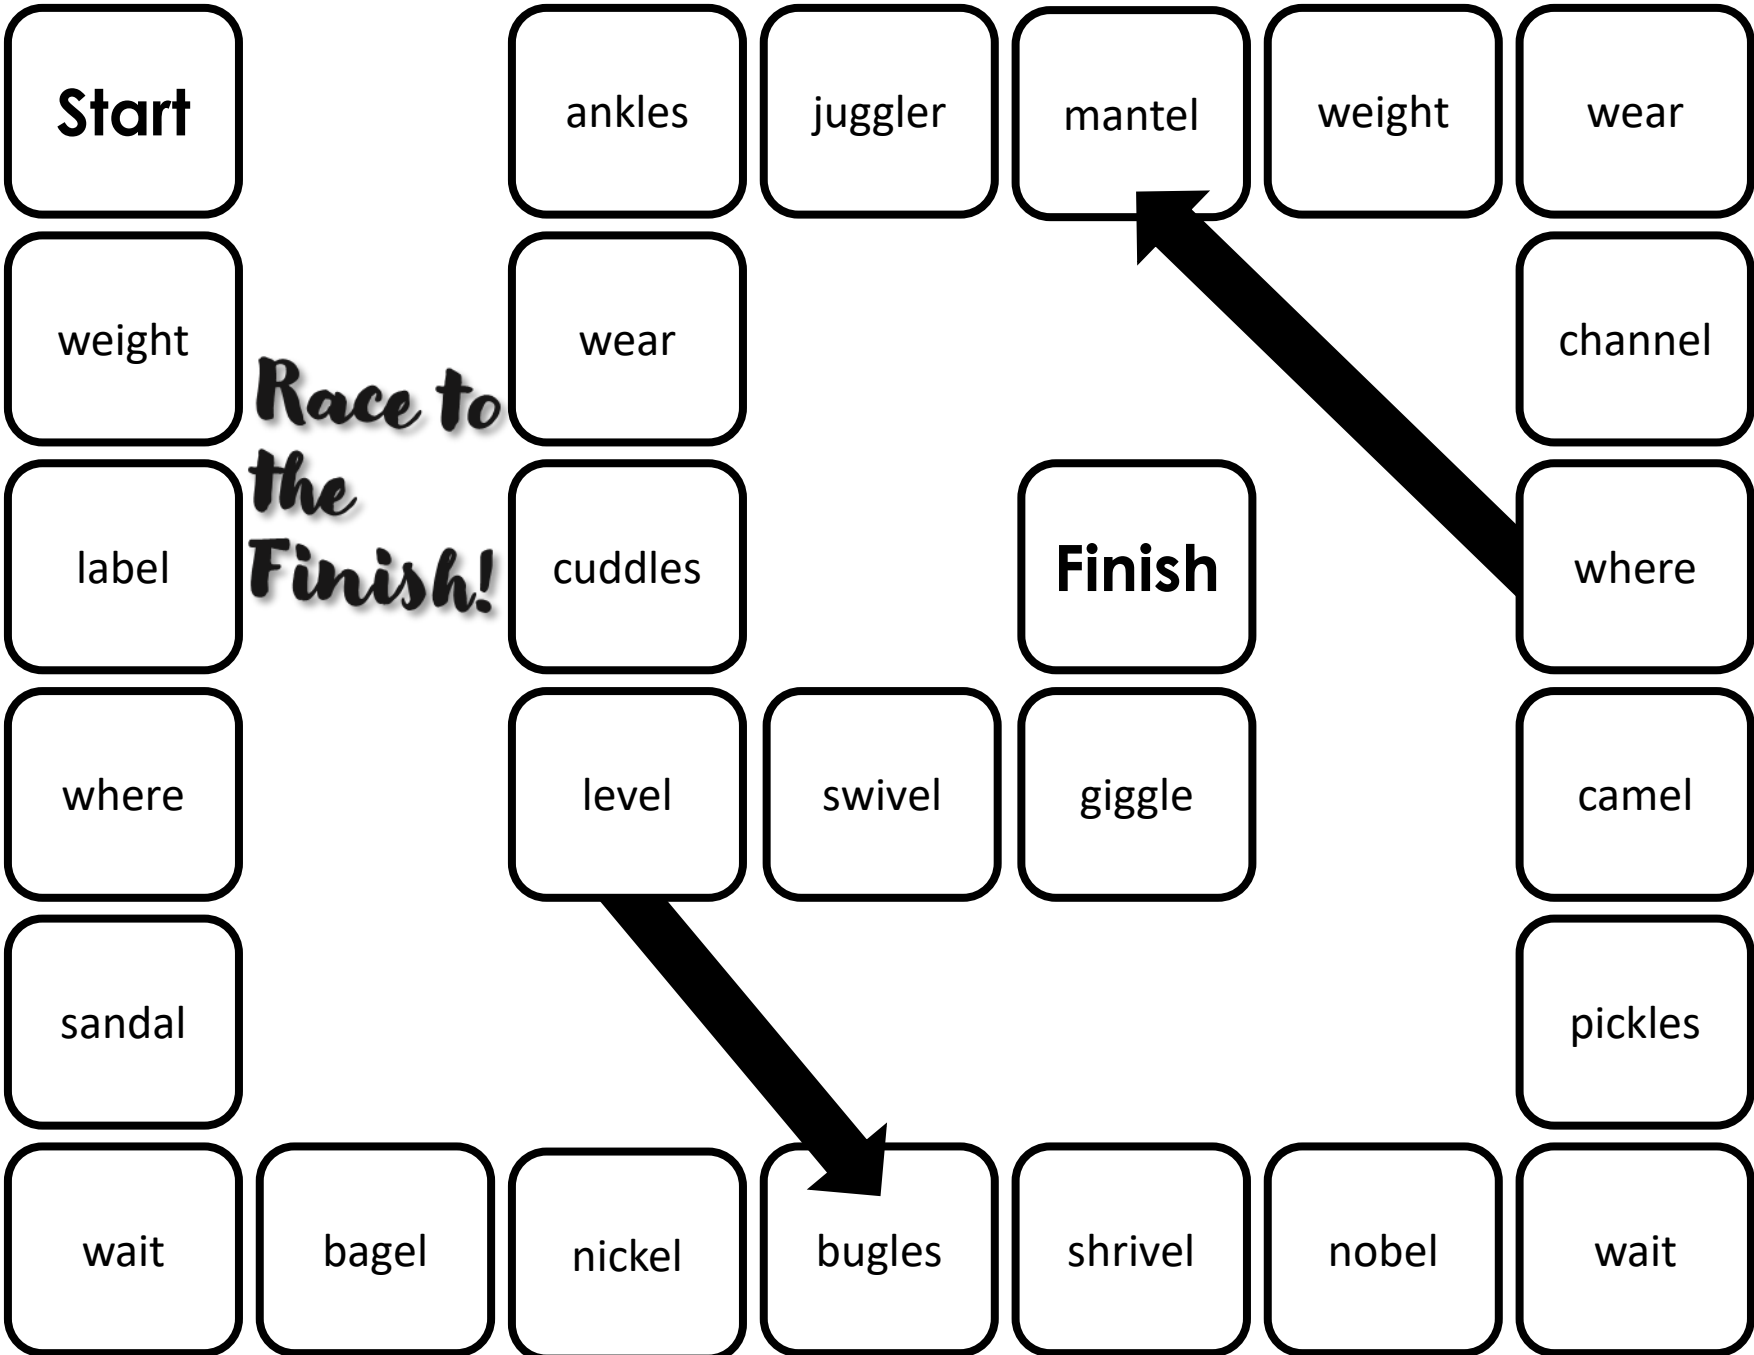 Start
ankles
juggler
mantel
weight
wear
weight
wear
channel
Race to
the
Finish!
label
cuddles
Finish
where
where
level
swivel
giggle
camel
sandal
pickles
wait
bagel
nickel
bugles
shrivel
nobel
wait